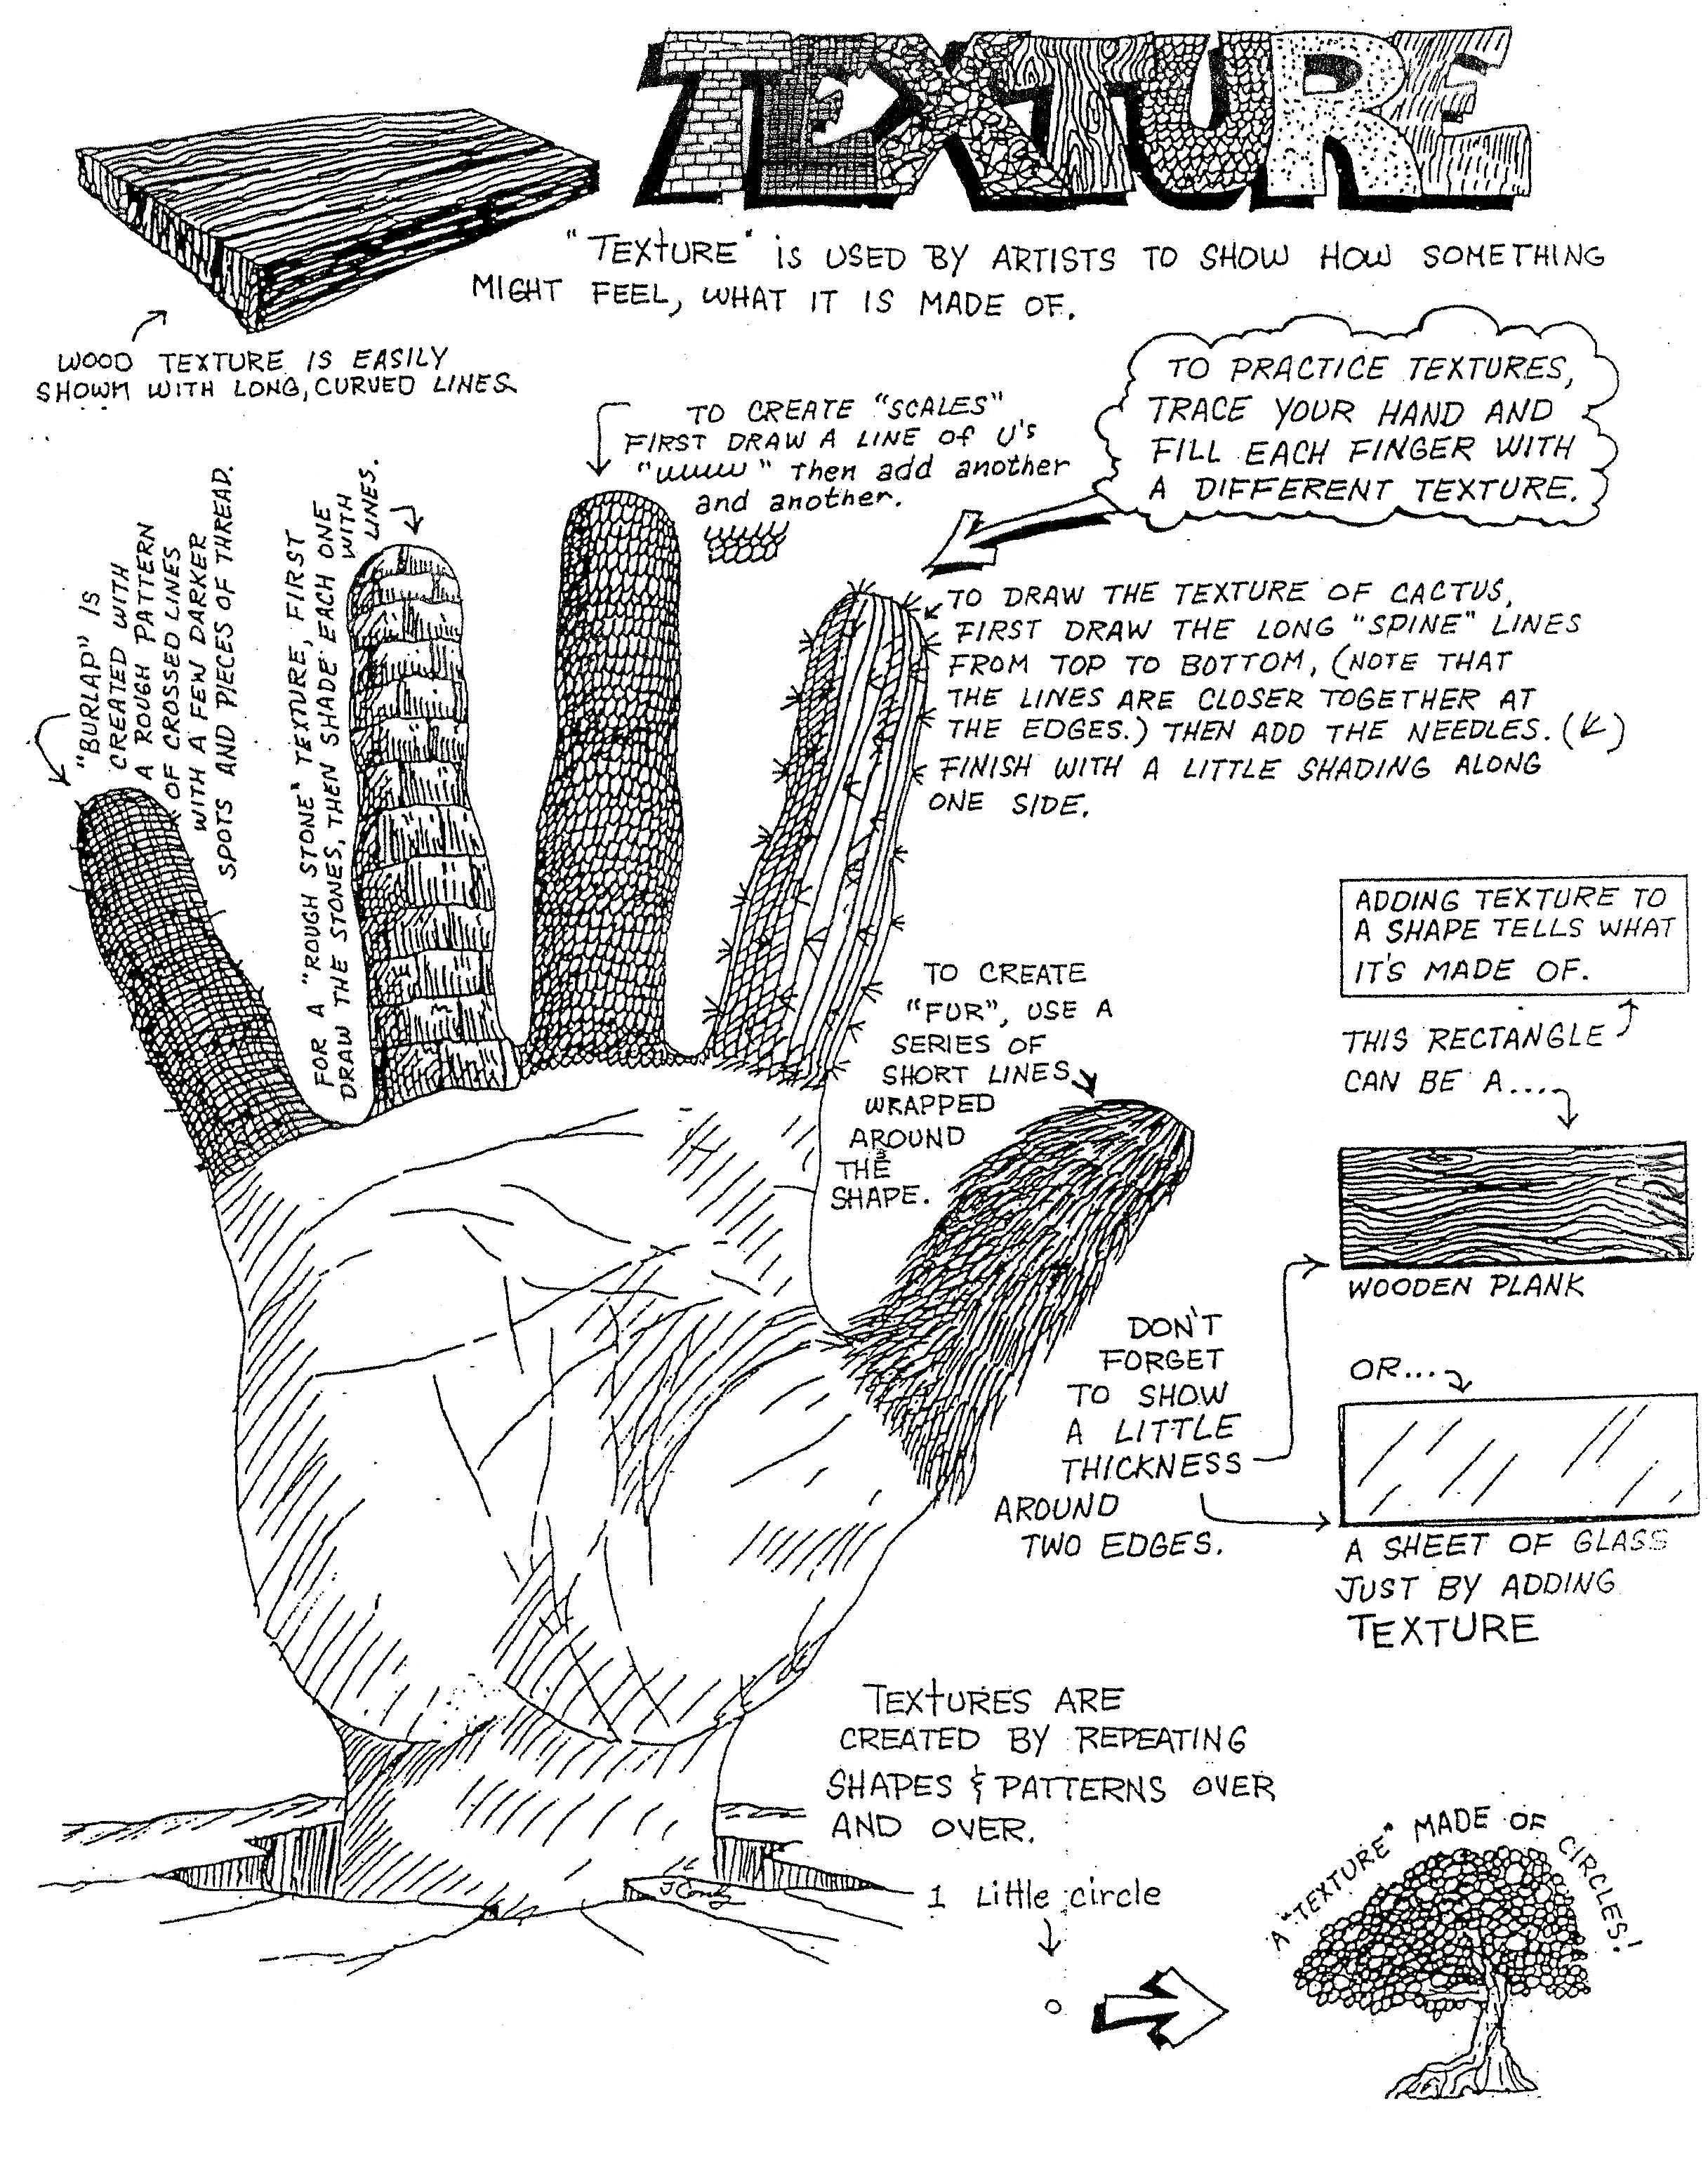 TEXTURE
"TEXTURE" IS USED BY ARTISTS TO SHOW HOW SOMETHING
MIGHT FEEL, WHAT IT IS MADE OF.
WOOD TEXTURE IS EASILY
SHOWN WITH LONG, CURVED LINES.
TO PRACTICE TEXTURES,
TRACE YOUR HAND AND
FILL EACH FINGER WITH
A DIFFERENT TEXTURE.
TO CREATE "SCALES"
FIRST DRAW A LINE OF U'S
"uuuuu" Then add another
and another.
"BURLAP" IS
CREATED WITH
A ROUGH PATTERN
OF CROSSED LINES
WITH A FEW DARKER
SPOTS AND PIECES OF THREAD.
FOR A "ROUGH STONE" TEXTURE, FIRST
DRAW THE STONES, THEN SHADE EACH ONE
WITH
LINES.
TO DRAW THE TEXTURE OF CACTUS,
FIRST DRAW THE LONG "SPINE" LINES
FROM TOP TO BOTTOM, (NOTE THAT
THE LINES ARE CLOSER TOGETHER AT
THE EDGES.) THEN ADD THE NEEDLES. (↙)
FINISH WITH A LITTLE SHADING ALONG
ONE SIDE.
TO CREATE
"FUR", USE A
SERIES OF
SHORT LINES
WRAPPED
AROUND
THE
SHAPE.
ADDING TEXTURE TO
A SHAPE TELLS WHAT
IT'S MADE OF.
THIS RECTANGLE
CAN BE A....
WOODEN PLANK
OR...
DON'T
FORGET
TO SHOW
A LITTLE
THICKNESS
AROUND
TWO EDGES.
A SHEET OF GLASS
JUST BY ADDING
TEXTURE
TEXTURES ARE
CREATED BY REPEATING
SHAPES & PATTERNS OVER
AND OVER.
1 Little circle
A "TEXTURE" MADE OF CIRCLES!